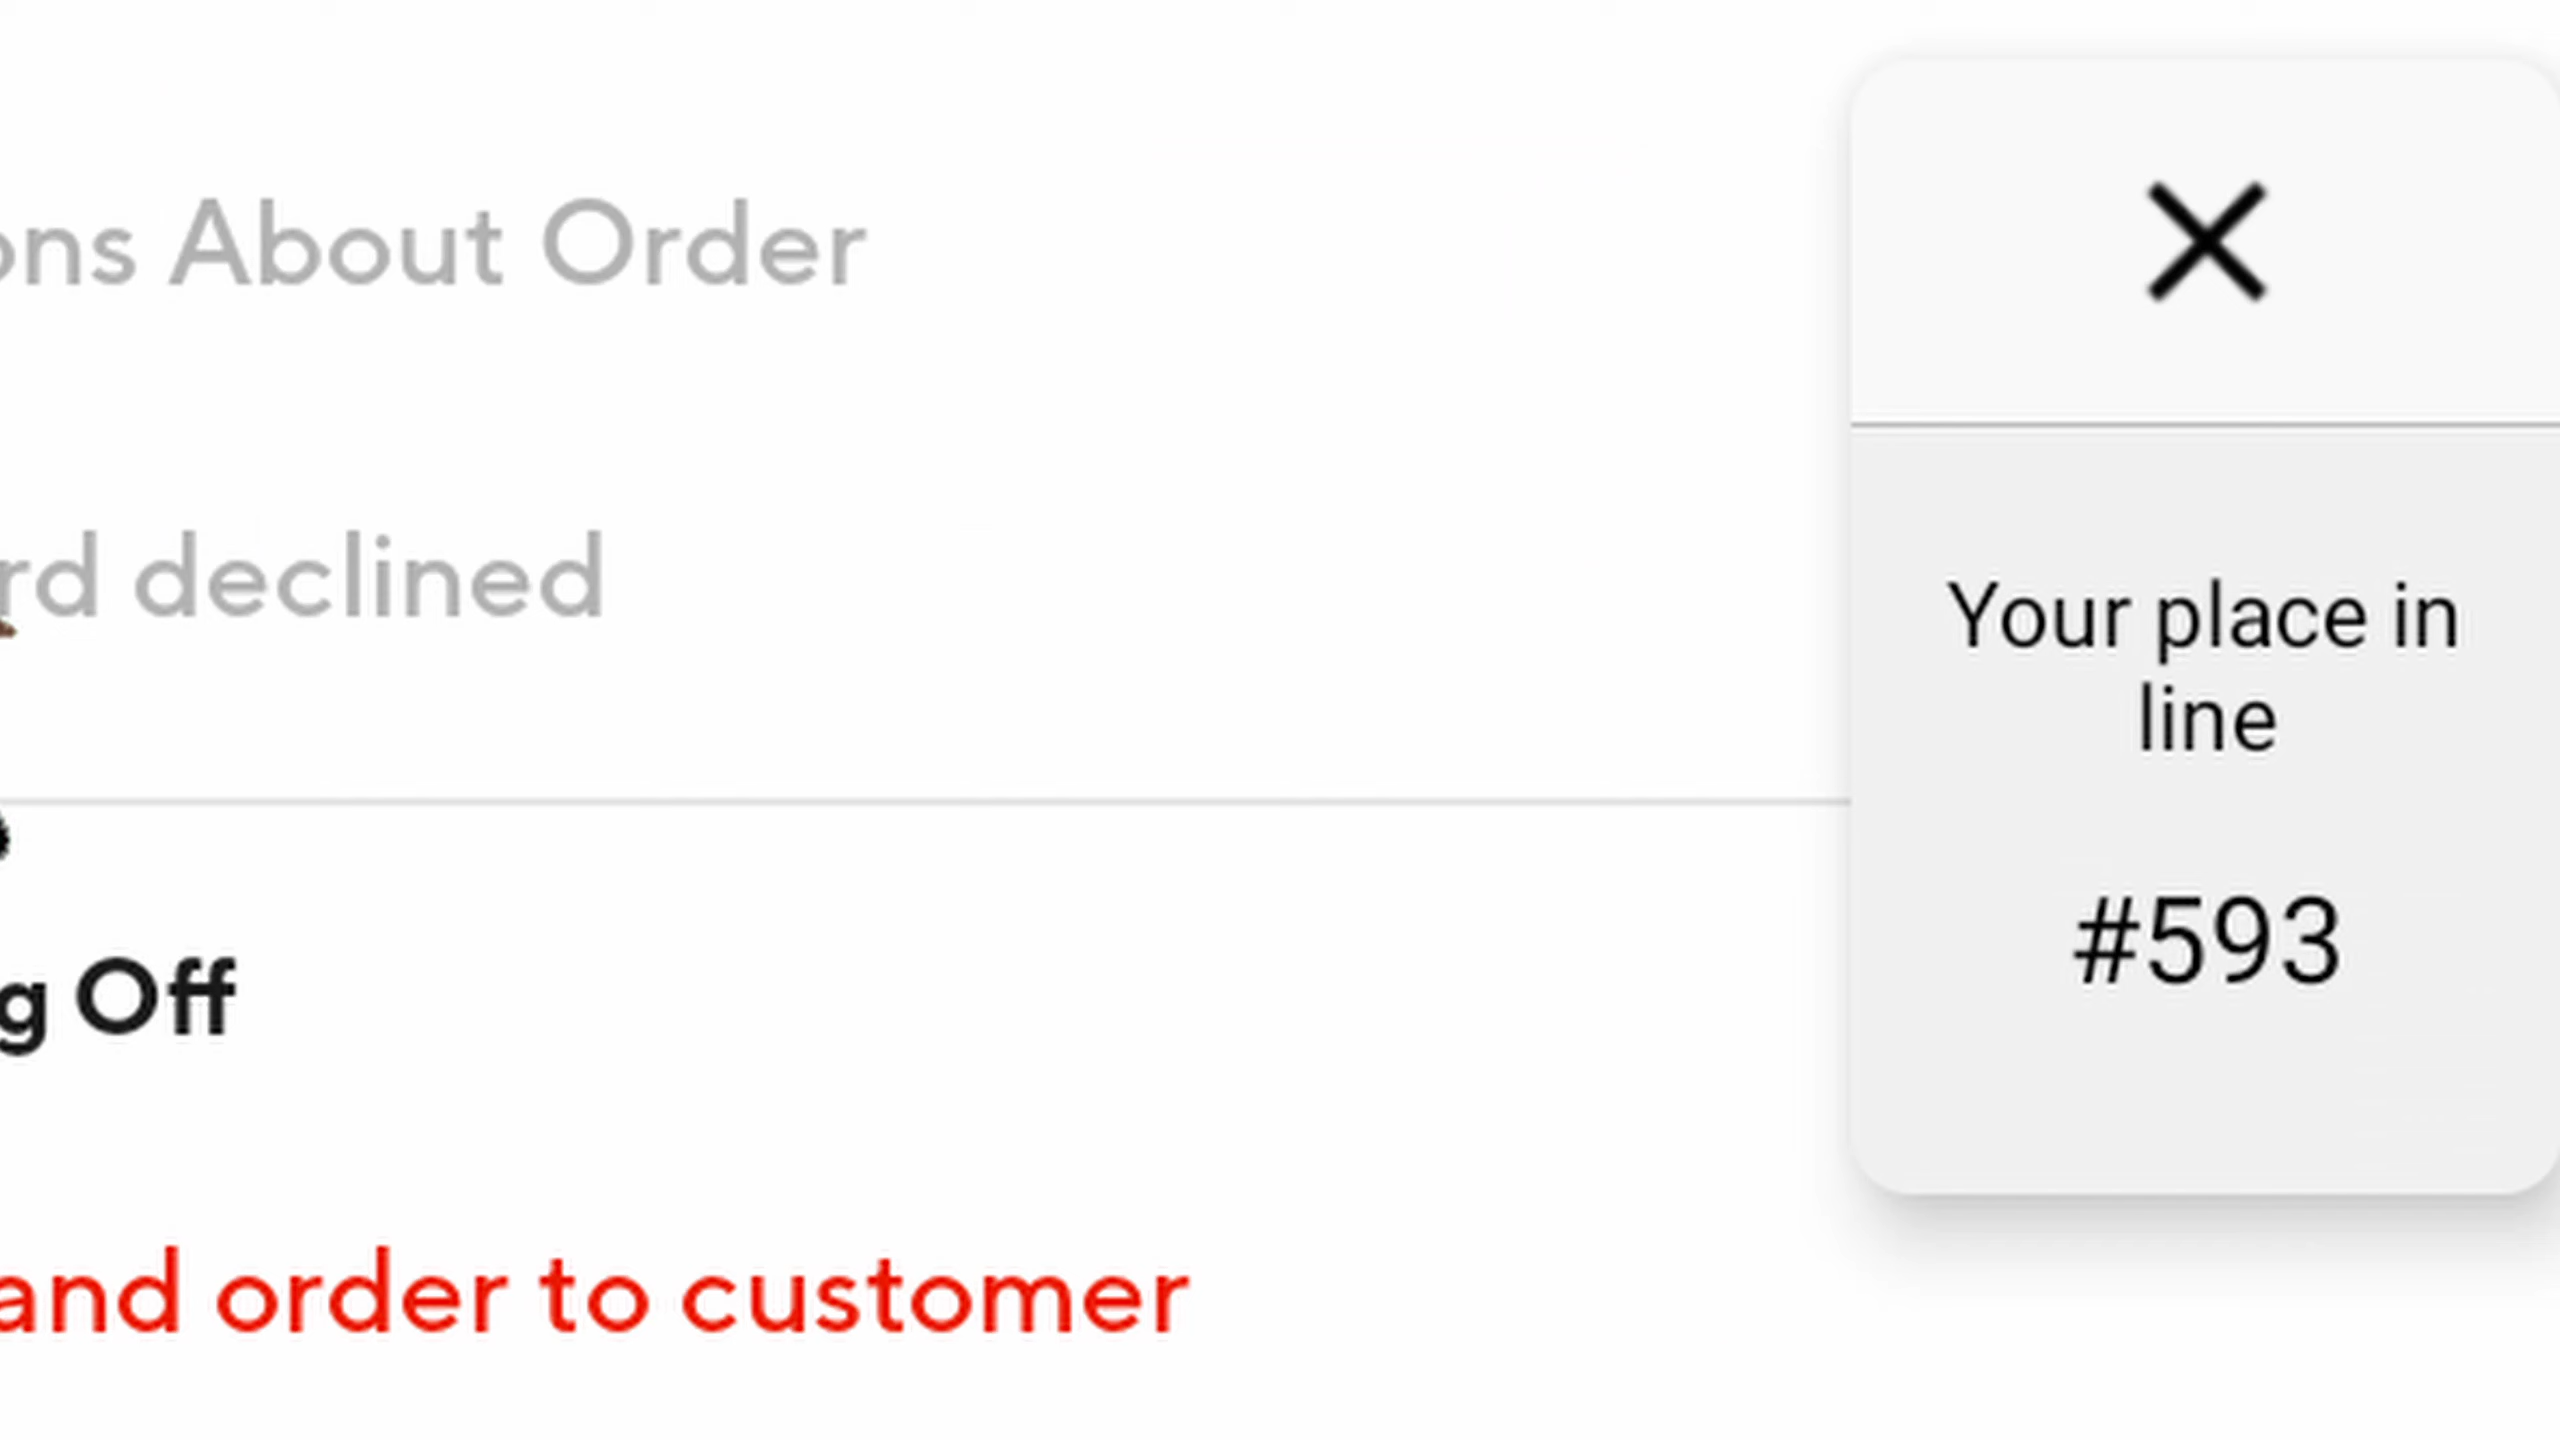 ons About Order
rd declined
g Off
and order to customer
Your place in
line
#593